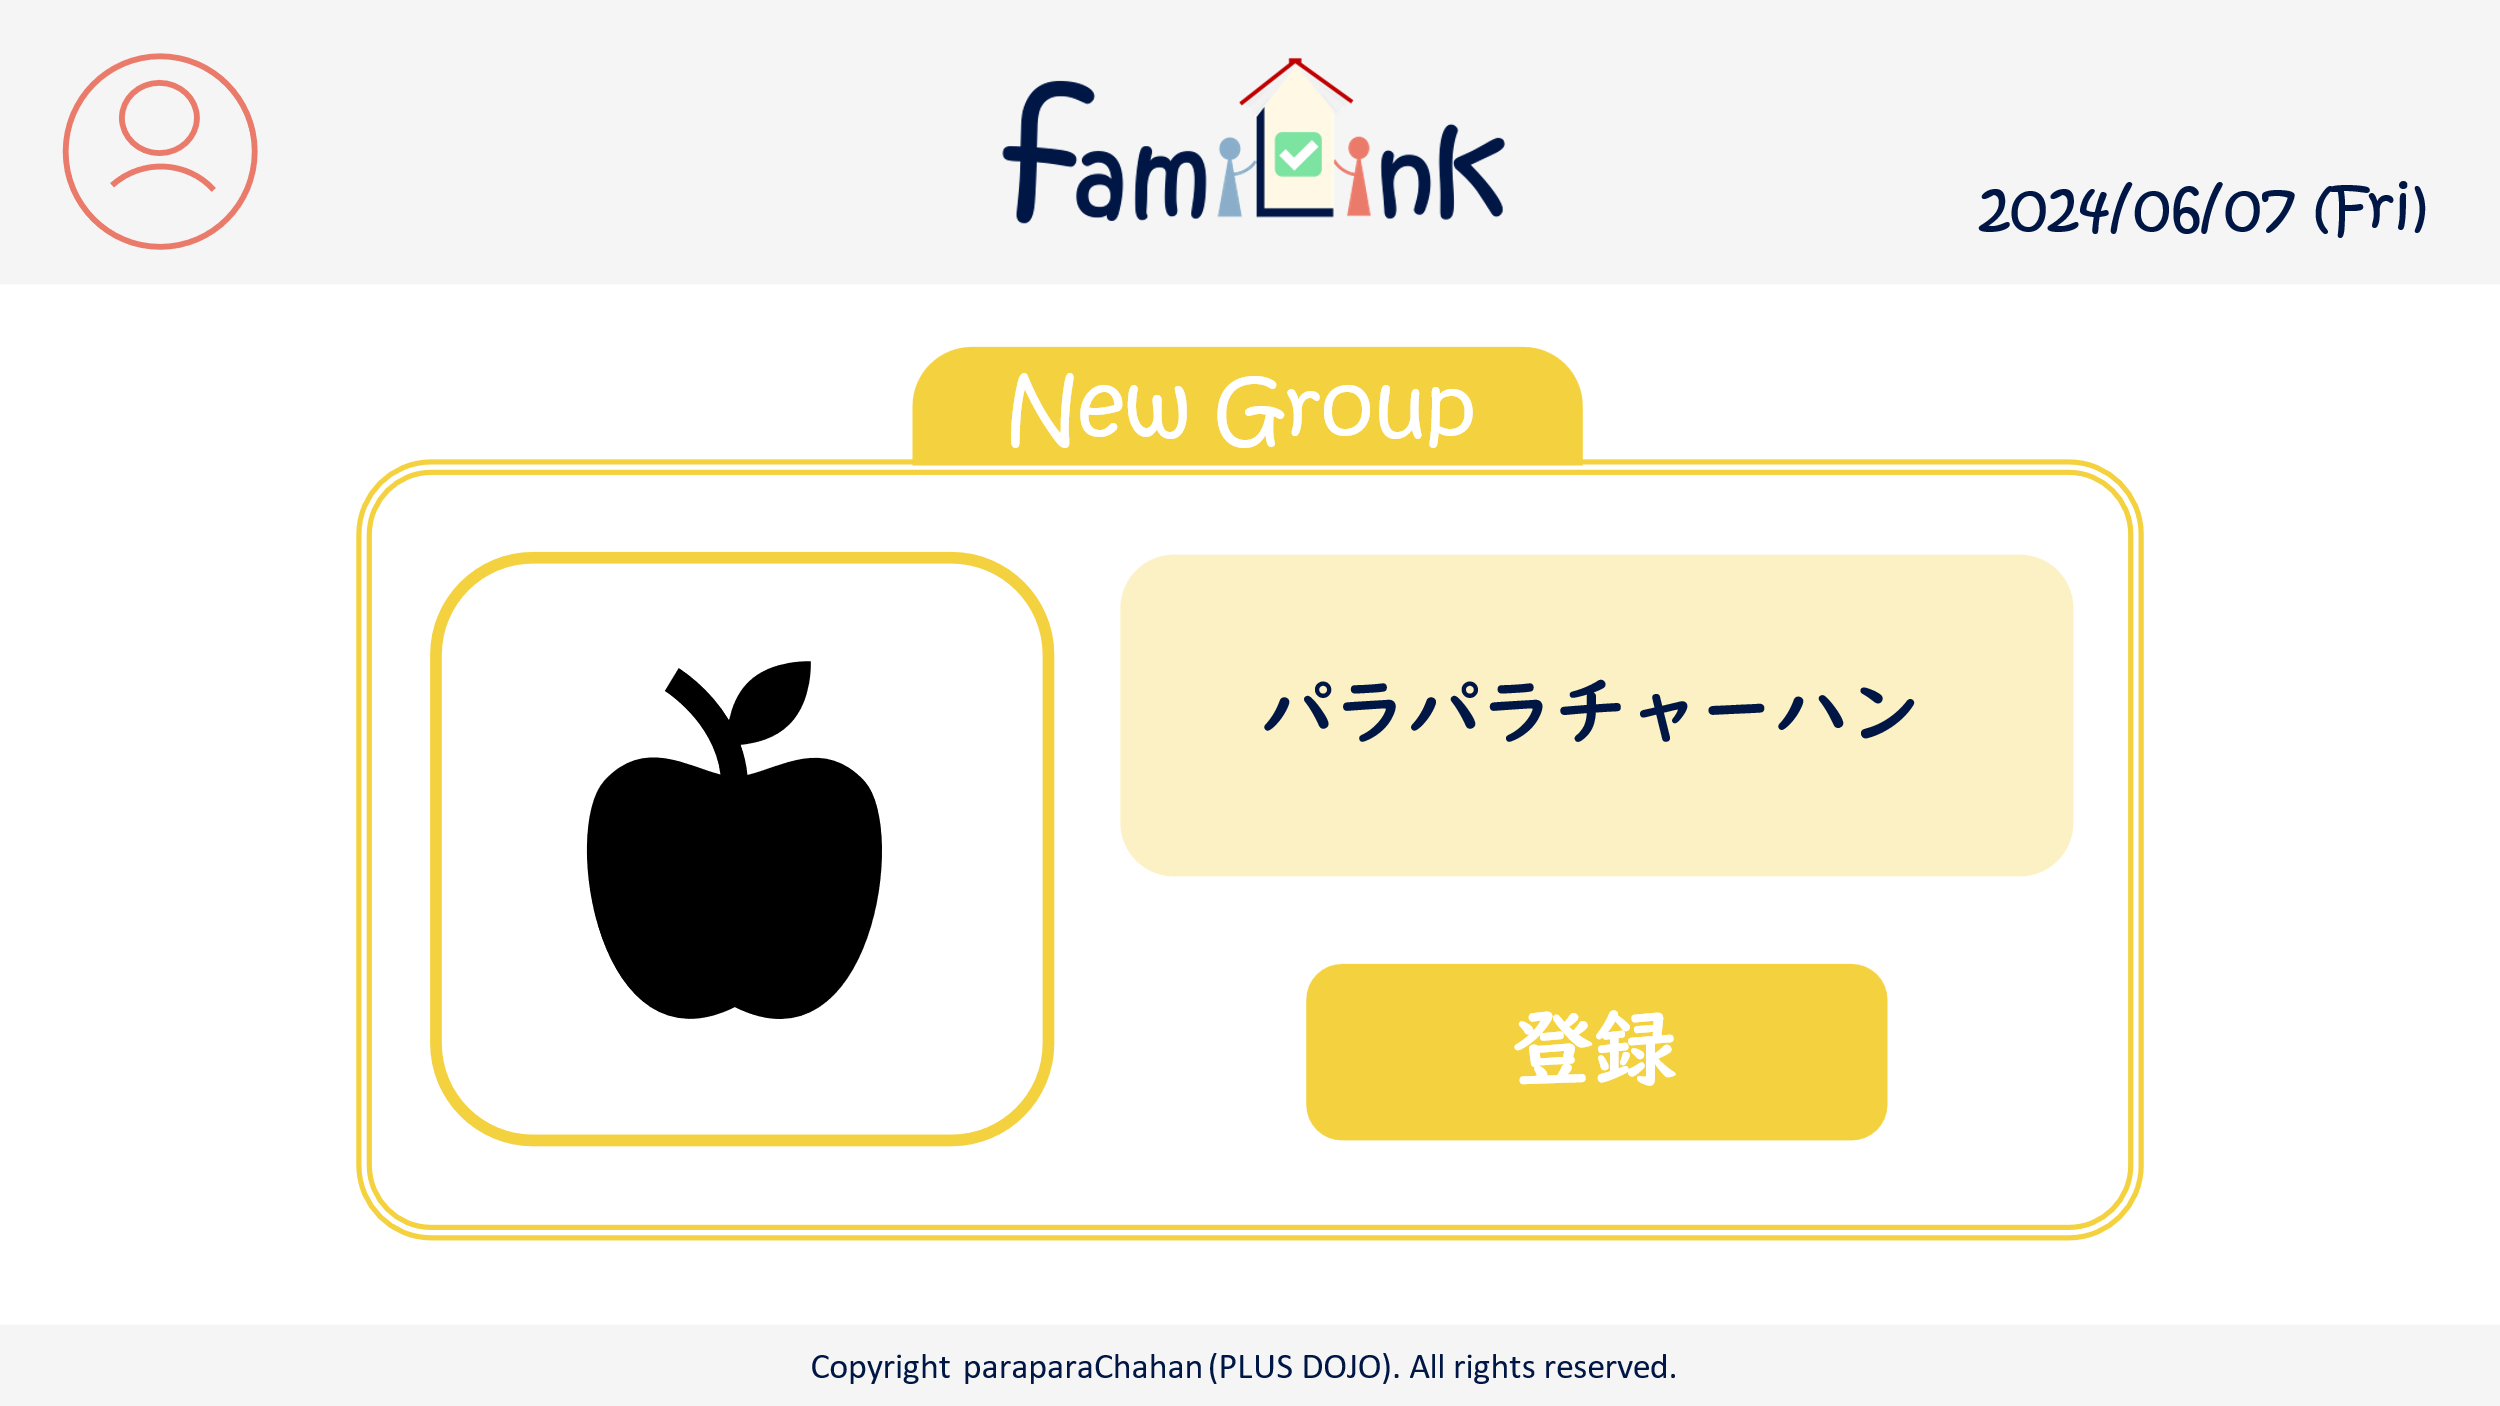 FamiLink
2024/06/07 (Fri)
New Group
パラパラチャーハン
登録
Copyright paraparaChahan (PLUS DOJO). All rights reserved.